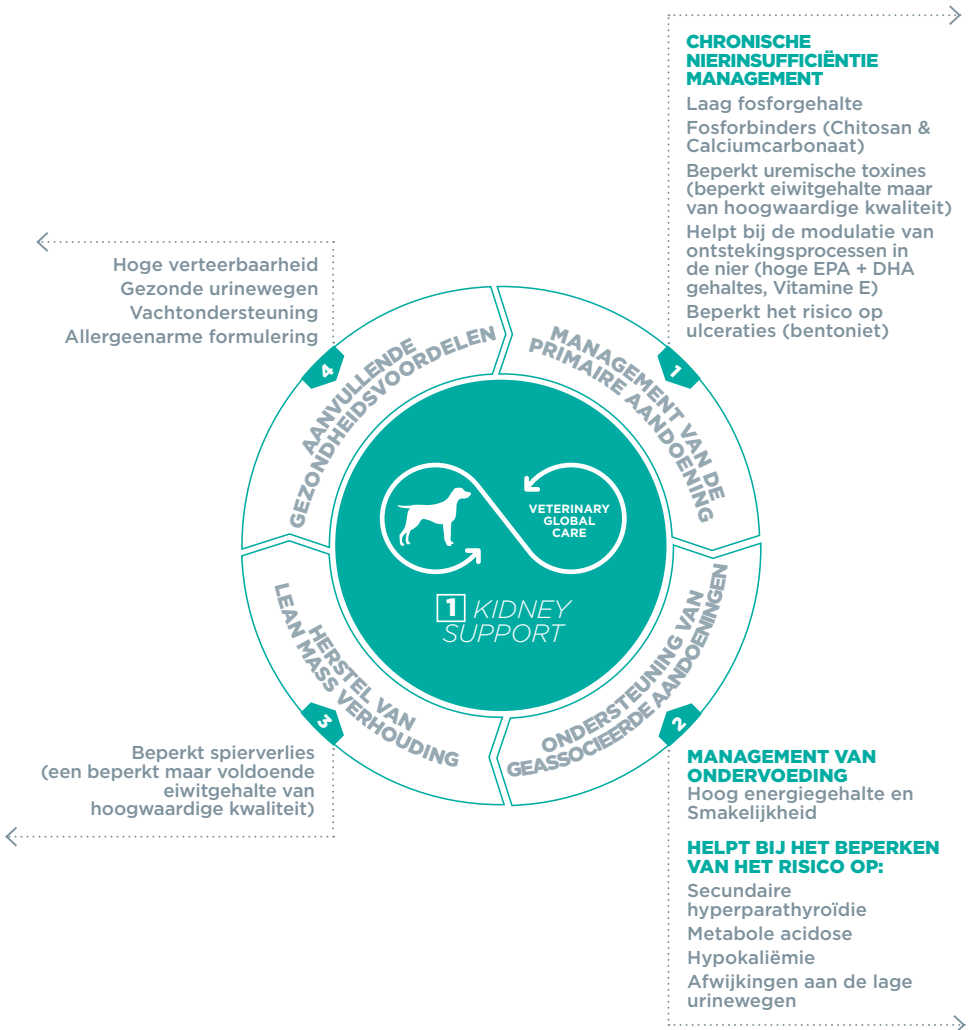 CHRONISCHE
NIERINSUFFICIËNTIE
MANAGEMENT
Laag fosforgehalte
Fosforbinders (Chitosan &
Calciumcarbonaat)
Beperkt uremische toxines
(beperkt eiwitgehalte maar
van hoogwaardige kwaliteit)
Helpt bij de modulatie van
ontstekingsprocessen in
de nier (hoge EPA + DHA
gehaltes, Vitamine E)
Beperkt het risico op
ulceraties (bentoniet)
Hoge verteerbaarheid
Gezonde urinewegen
Vachtondersteuning
Allergeenarme formulering
4
AANVULLENDE
GEZONDHEIDSVOORDELEN
1
MANAGEMENT VAN DE
PRIMAIRE AANDOENING
VETERINARY
GLOBAL
CARE
1 KIDNEY
SUPPORT
3
HERSTEL VAN
LEAN MASS VERHOUDING
2
ONDERSTEUNING VAN
GEASSOCIEERDE AANDOENINGEN
Beperkt spierverlies
(een beperkt maar voldoende
eiwitgehalte van
hoogwaardige kwaliteit)
MANAGEMENT VAN
ONDERVOEDING
Hoog energiegehalte en
Smakelijkheid
HELPT BIJ HET BEPERKEN
VAN HET RISICO OP:
Secundaire
hyperparathyroïdie
Metabole acidose
Hypokaliëmie
Afwijkingen aan de lage
urinewegen